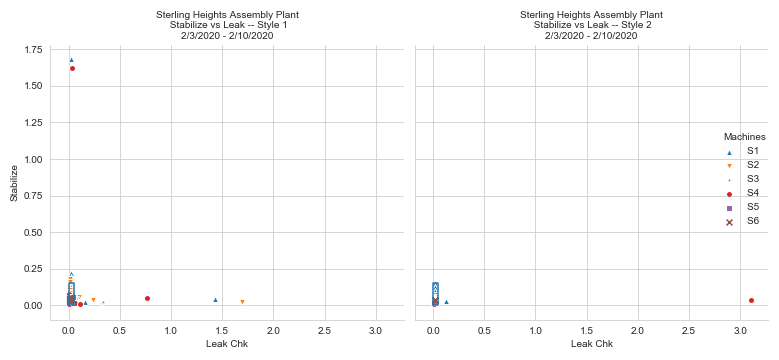 Sterling Heights Assembly Plant
Stabilize vs Leak -- Style 1
2/3/2020 - 2/10/2020
Sterling Heights Assembly Plant
Stabilize vs Leak -- Style 2
2/3/2020 - 2/10/2020
1.75
1.50
1.25
1.00
0.75
0.50
0.25
0.00
Stabilize
0.0 0.5 1.0 1.5 2.0 2.5 3.0
Leak Chk
0.0 0.5 1.0 1.5 2.0 2.5 3.0
Leak Chk
Machines
S1
S2
S3
S4
S5
S6